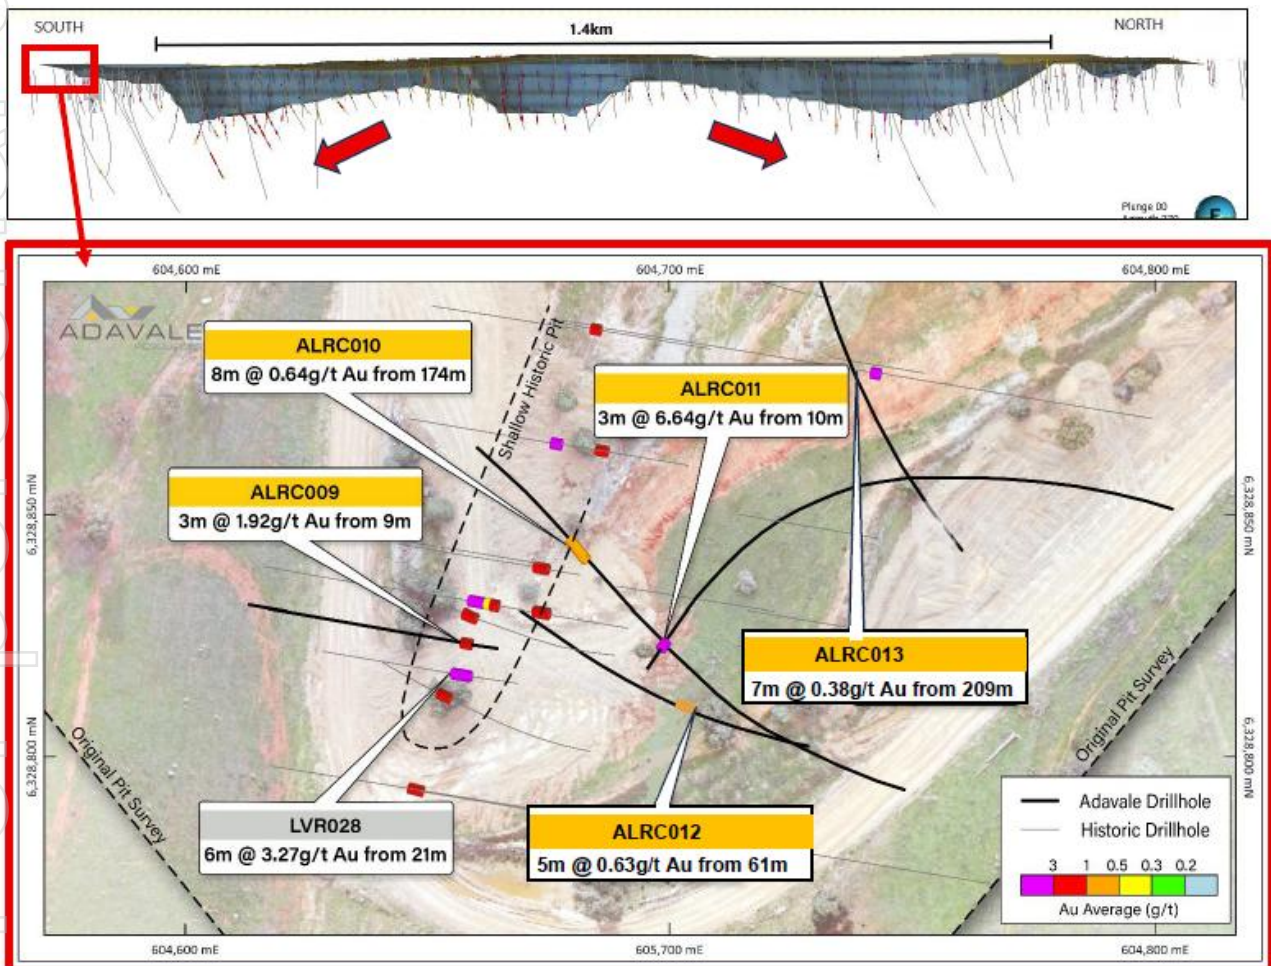 SOUTH
1.4km
NORTH
Plunge 00
604,600 mE
604,700 mE
604,800 mE
ADAVALE
ALRC010
8m @ 0.64g/t Au from 174m
Shallow Historic Pit
ALRC011
3m @ 6.64g/t Au from 10m
ALRC009
3m @ 1.92g/t Au from 9m
6,328,850 mN
6,328,850 mN
ALRC013
7m @ 0.38g/t Au from 209m
Original Pit Survey
Original Pit Survey
6,328,800 mN
6,328,800 mN
LVR028
6m @ 3.27g/t Au from 21m
ALRC012
5m @ 0.63g/t Au from 61m
Adavale Drillhole
Historic Drillhole
3 1 0.5 0.3 0.2
Au Average (g/t)
604,600 mE
605,700 mE
604,800 mE